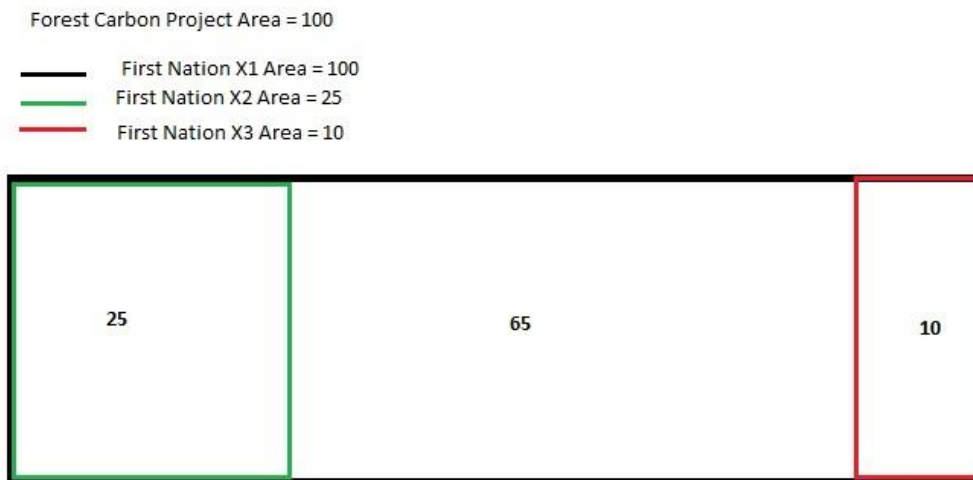 Forest Carbon Project Area = 100
First Nation X1 Area = 100
First Nation X2 Area = 25
First Nation X3 Area = 10
25
65
10